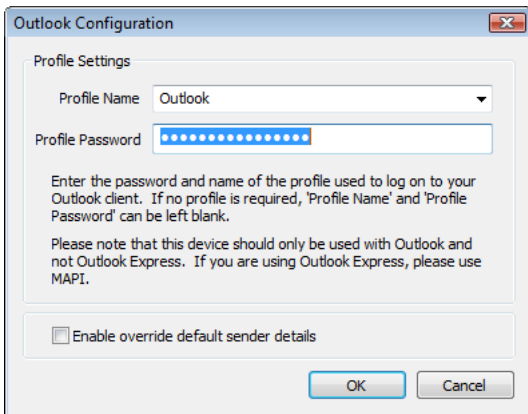 Outlook Configuration
Profile Settings
Profile Name Outlook
Profile Password ••••••••••••••••
Enter the password and name of the profile used to log on to your
Outlook client. If no profile is required, 'Profile Name' and 'Profile
Password' can be left blank.
Please note that this device should only be used with Outlook and
not Outlook Express. If you are using Outlook Express, please use
MAPI.
Enable override default sender details
OK Cancel